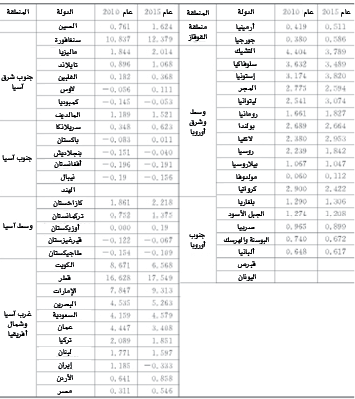 المنطقة الدولة عام 2010 عام 2015 المنطقة الدولة عام 2010 عام 2015
جنوب شرق آسيا
الصين 0,761 1,624
سنغافورة 10,837 12,379
ماليزيا 1,844 2,014
تايلاند 0,896 1,068
الفلبين 0,182 0,368
لاوس −0,056 0,111
كمبوديا −0,145 −0,053
المالديف 1,189 1,521
جنوب آسيا
سريلانكا 0,348 0,623
باكستان −0,083 0,011
بنجلاديش −0,151 −0,040
أفغانستان −0,196 −0,191
نيبال −0,19 −0,156
الهند
وسط آسيا
كازاخستان 1,861 2,218
تركمانستان 0,752 1,375
أوزبكستان 0,000 0,19
قيرغيزستان −0,122 −0,067
طاجيكستان −0,154 −0,109
غرب آسيا وشمال أفريقيا
الكويت 8,671 6,568
قطر 16,628 17,549
الإمارات 7,847 9,313
البحرين 4,535 5,263
السعودية 4,159 4,579
عمان 4,447 3,488
تركيا 2,089 1,851
لبنان 1,771 1,597
إيران 1,185 −0,333
الأردن 0,641 0,858
مصر 0,311 0,546
منطقة القوقاز
أرمينيا 0,419 0,511
جورجيا 0,380 0,586
وسط وشرق أوروبا
التشيك 4,404 3,789
سلوفاكيا 3,632 3,489
إستونيا 3,174 3,820
المجر 2,775 2,594
ليتوانيا 2,541 3,074
رومانيا 1,661 1,827
بولندا 2,689 2,664
لاتفيا 2,380 2,953
روسيا 2,239 1,842
بيلاروسيا 1,067 1,047
مولدوفا 0,060 0,112
كرواتيا 2,900 2,422
جنوب أوروبا
بلغاريا 1,290 1,306
الجبل الأسود 1,274 1,208
صربيا 0,965 0,899
البوسنة والهرسك 0,740 0,672
ألبانيا 0,648 0,617
قبرص
اليونان